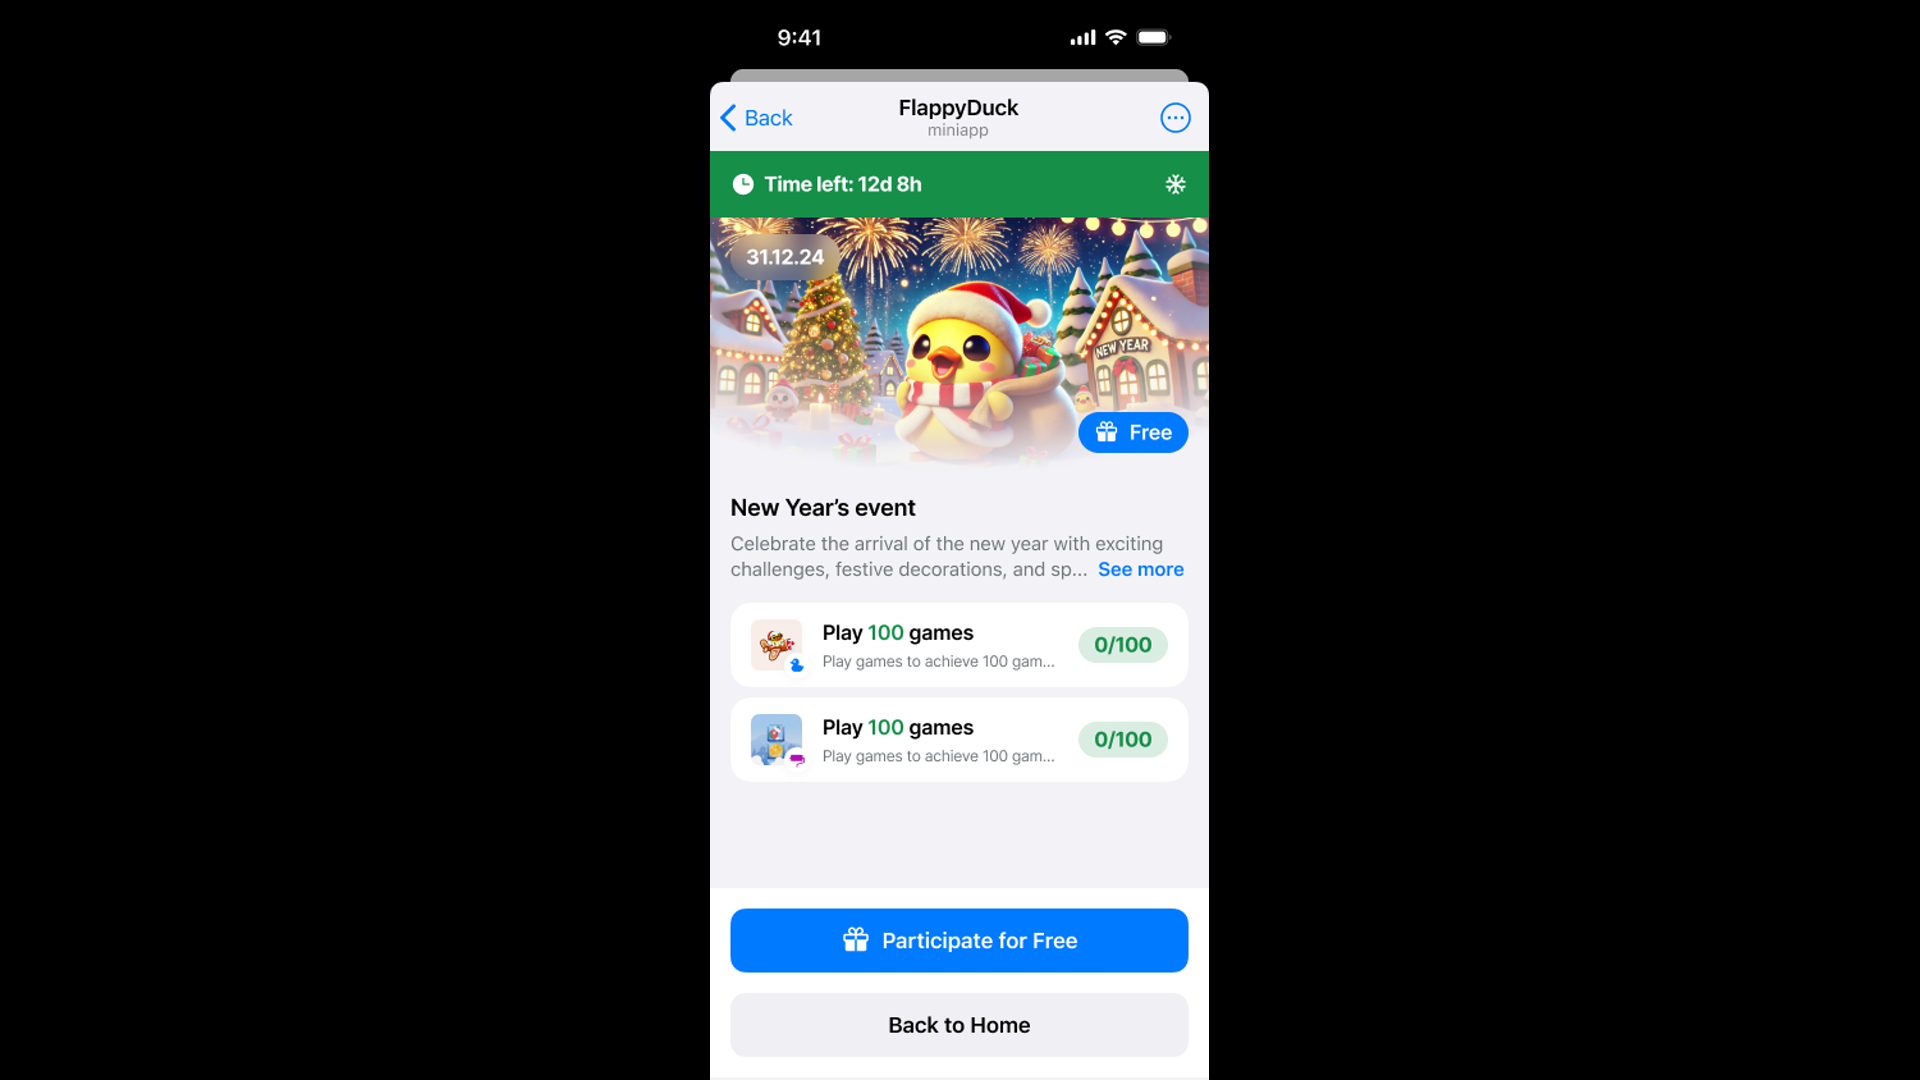 9:41
Back
FlappyDuck
miniapp
Time left: 12d 8h
31.12.24
NEW YEAR
Free
New Year’s event
Celebrate the arrival of the new year with exciting
challenges, festive decorations, and sp... See more
Play 100 games
Play games to achieve 100 gam...
0/100
Play 100 games
Play games to achieve 100 gam...
0/100
Participate for Free
Back to Home